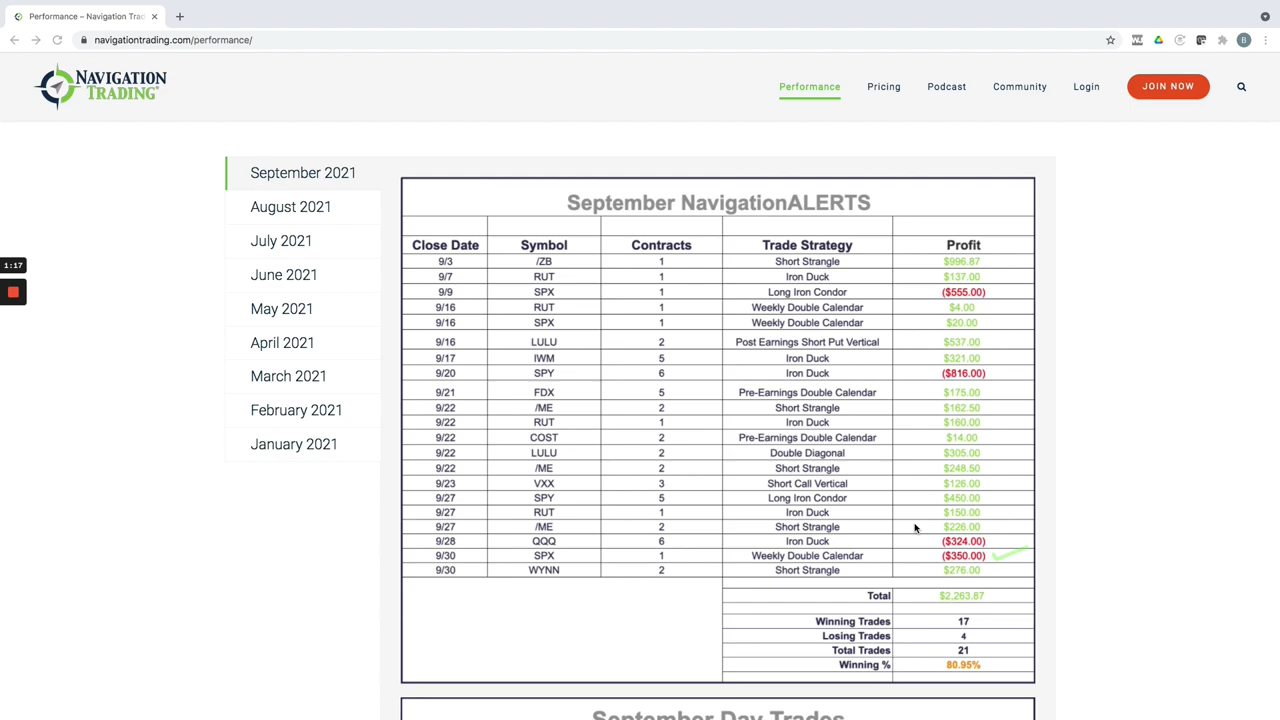 Performance – Navigation Trad
navigationtrading.com/performance/
B
NAVIGATION
TRADING®
Performance
Pricing
Podcast
Community
Login
JOIN NOW
1:17
September 2021
August 2021
July 2021
June 2021
May 2021
April 2021
March 2021
February 2021
January 2021
September NavigationALERTS
Close Date Symbol Contracts Trade Strategy Profit
9/3 /ZB 1 Short Strangle $996.87
9/7 RUT 1 Iron Duck $137.00
9/9 SPX 1 Long Iron Condor ($555.00)
9/16 RUT 1 Weekly Double Calendar $4.00
9/16 SPX 1 Weekly Double Calendar $20.00
9/16 LULU 2 Post Earnings Short Put Vertical $537.00
9/17 IWM 5 Iron Duck $321.00
9/20 SPY 6 Iron Duck ($816.00)
9/21 FDX 5 Pre-Earnings Double Calendar $175.00
9/22 /ME 2 Short Strangle $162.50
9/22 RUT 1 Iron Duck $160.00
9/22 COST 2 Pre-Earnings Double Calendar $14.00
9/22 LULU 2 Double Diagonal $305.00
9/22 /ME 2 Short Strangle $248.50
9/23 VXX 3 Short Call Vertical $126.00
9/27 SPY 5 Long Iron Condor $450.00
9/27 RUT 1 Iron Duck $150.00
9/27 /ME 2 Short Strangle $226.00
9/28 QQQ 6 Iron Duck ($324.00)
9/30 SPX 1 Weekly Double Calendar ($350.00)
9/30 WYNN 2 Short Strangle $276.00
Total $2,263.87
Winning Trades 17
Losing Trades 4
Total Trades 21
Winning % 80.95%
September Day Trades